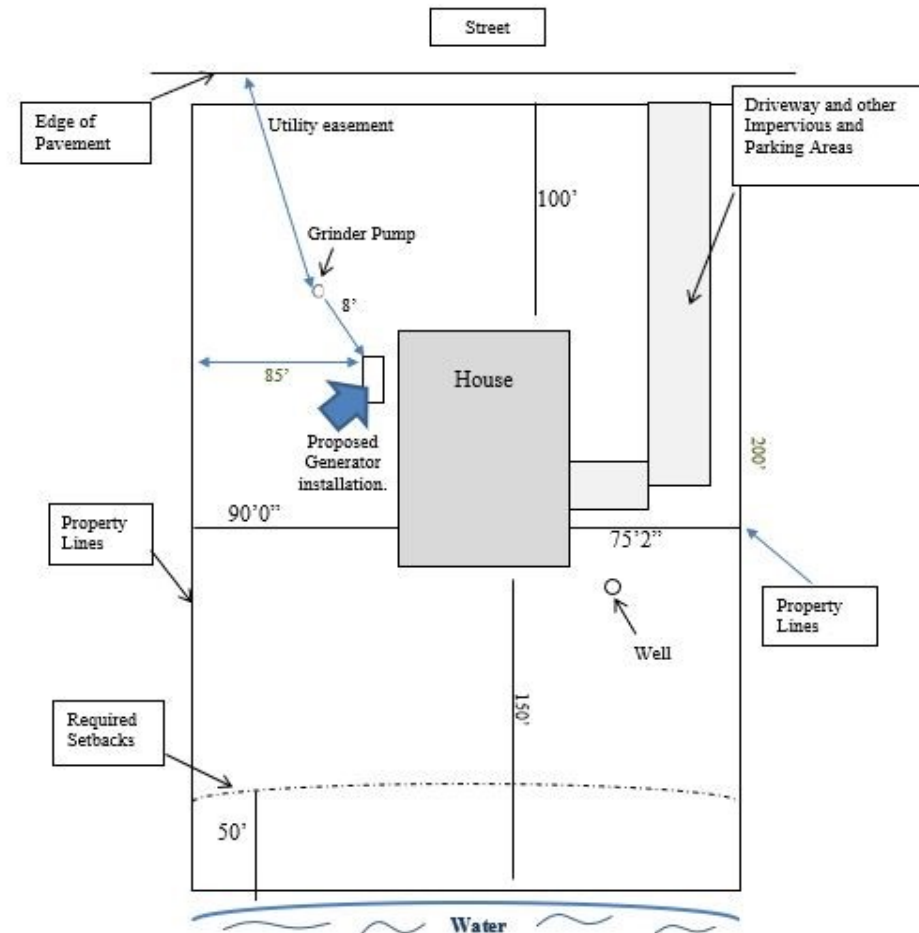 Street
Edge of
Pavement
Utility easement
Driveway and other
Impervious and
Parking Areas
100’
Grinder Pump
8’
85’
House
Proposed
Generator
installation.
200’
90’0”
75’2”
Property
Lines
Property
Lines
Well
Required
Setbacks
150’
50’
Water